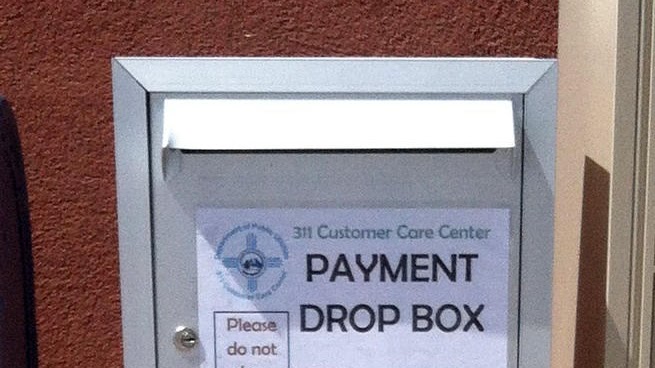 311 Customer Care Center
PAYMENT
DROP BOX
Please
do not